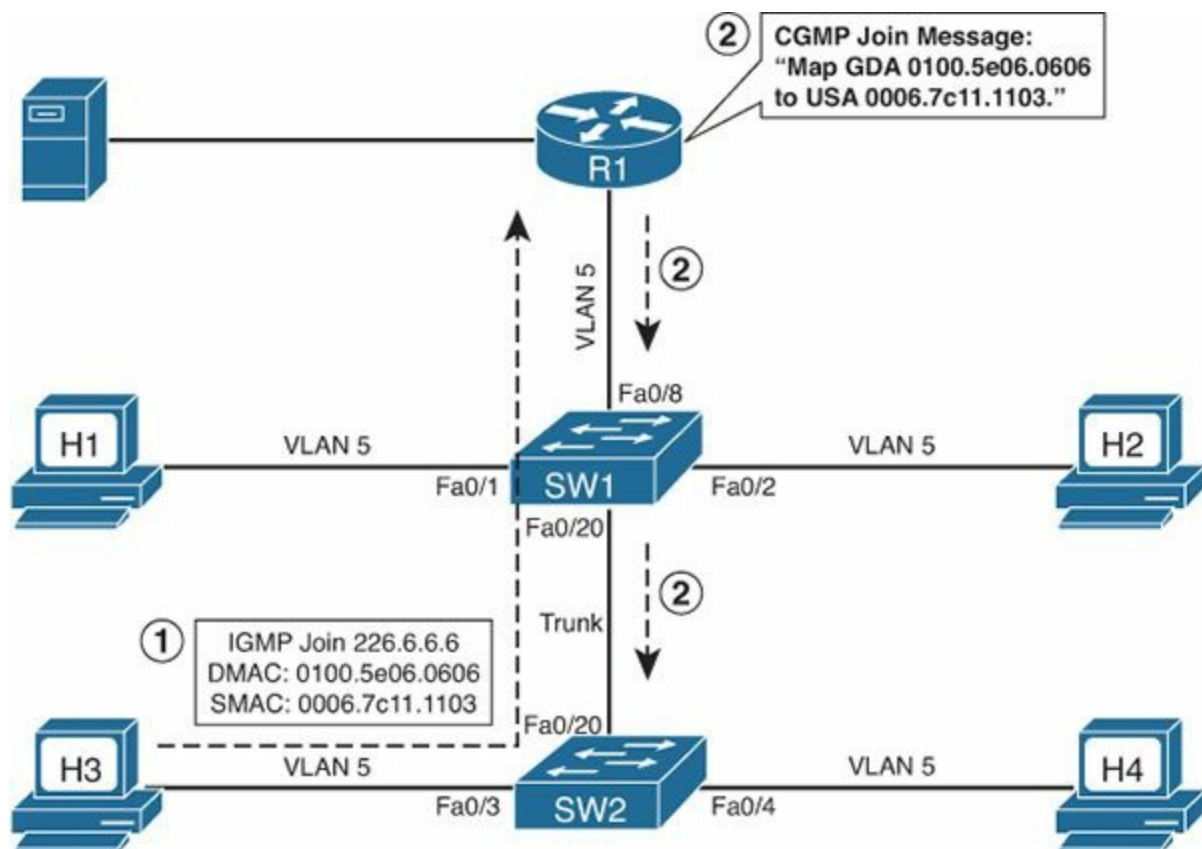 2
CGMP Join Message:
“Map GDA 0100.5e06.0606
to USA 0006.7c11.1103.”
R1
VLAN 5
2
Fa0/8
H1
VLAN 5
Fa0/1
SW1
VLAN 5
Fa0/2
H2
Fa0/20
Trunk
2
1
IGMP Join 226.6.6.6
DMAC: 0100.5e06.0606
SMAC: 0006.7c11.1103
Fa0/20
H3
VLAN 5
Fa0/3
SW2
VLAN 5
Fa0/4
H4